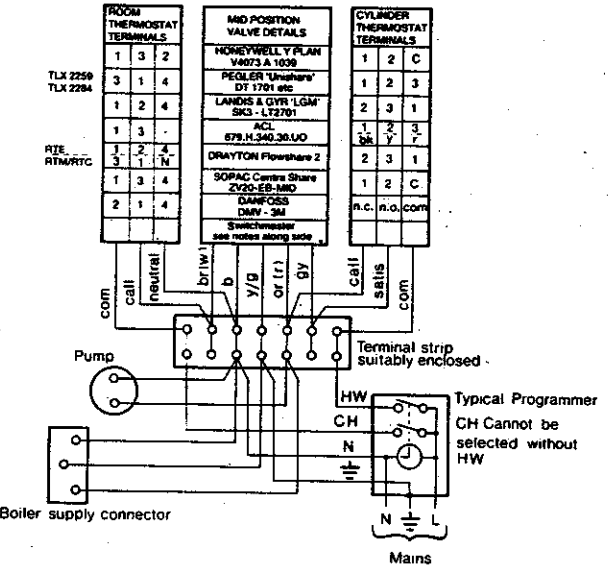 ROOM
THERMOSTAT
TERMINALS
1 3 2
TLX 2259
TLX 2284
3 1 4
1 2 4
1 3 -
RTE
1 2 4
RTM/RTC
3 1 N
1 3 4
2 1 4
MID POSITION
VALVE DETAILS
HONEYWELL Y PLAN
V4073 A 1039
PEGLER 'Unishare'
DT 1701 etc
LANDIS & GYR 'LGM'
SK3 - LT2701
ACL
679.H.340.30.UO
DRAYTON Flowshare 2
SOPAC Centra Share
ZV20-EB-MID
DANFOSS
DMV - 3M
Switchmaster
see notes along side
CYLINDER
THERMOSTAT
TERMINALS
1 2 C
1 2 3
2 3 1
1 2 3
bk y r
2 3 1
1 2 C
n.c. n.o. com
com
call
neutral
br(w)
b
y/g
or(r)
gy
call
satis
com
Terminal strip
suitably enclosed
Pump
HW
Typical Programmer
CH
CH Cannot be
selected without
HW
N
Boiler supply connector
N L
Mains